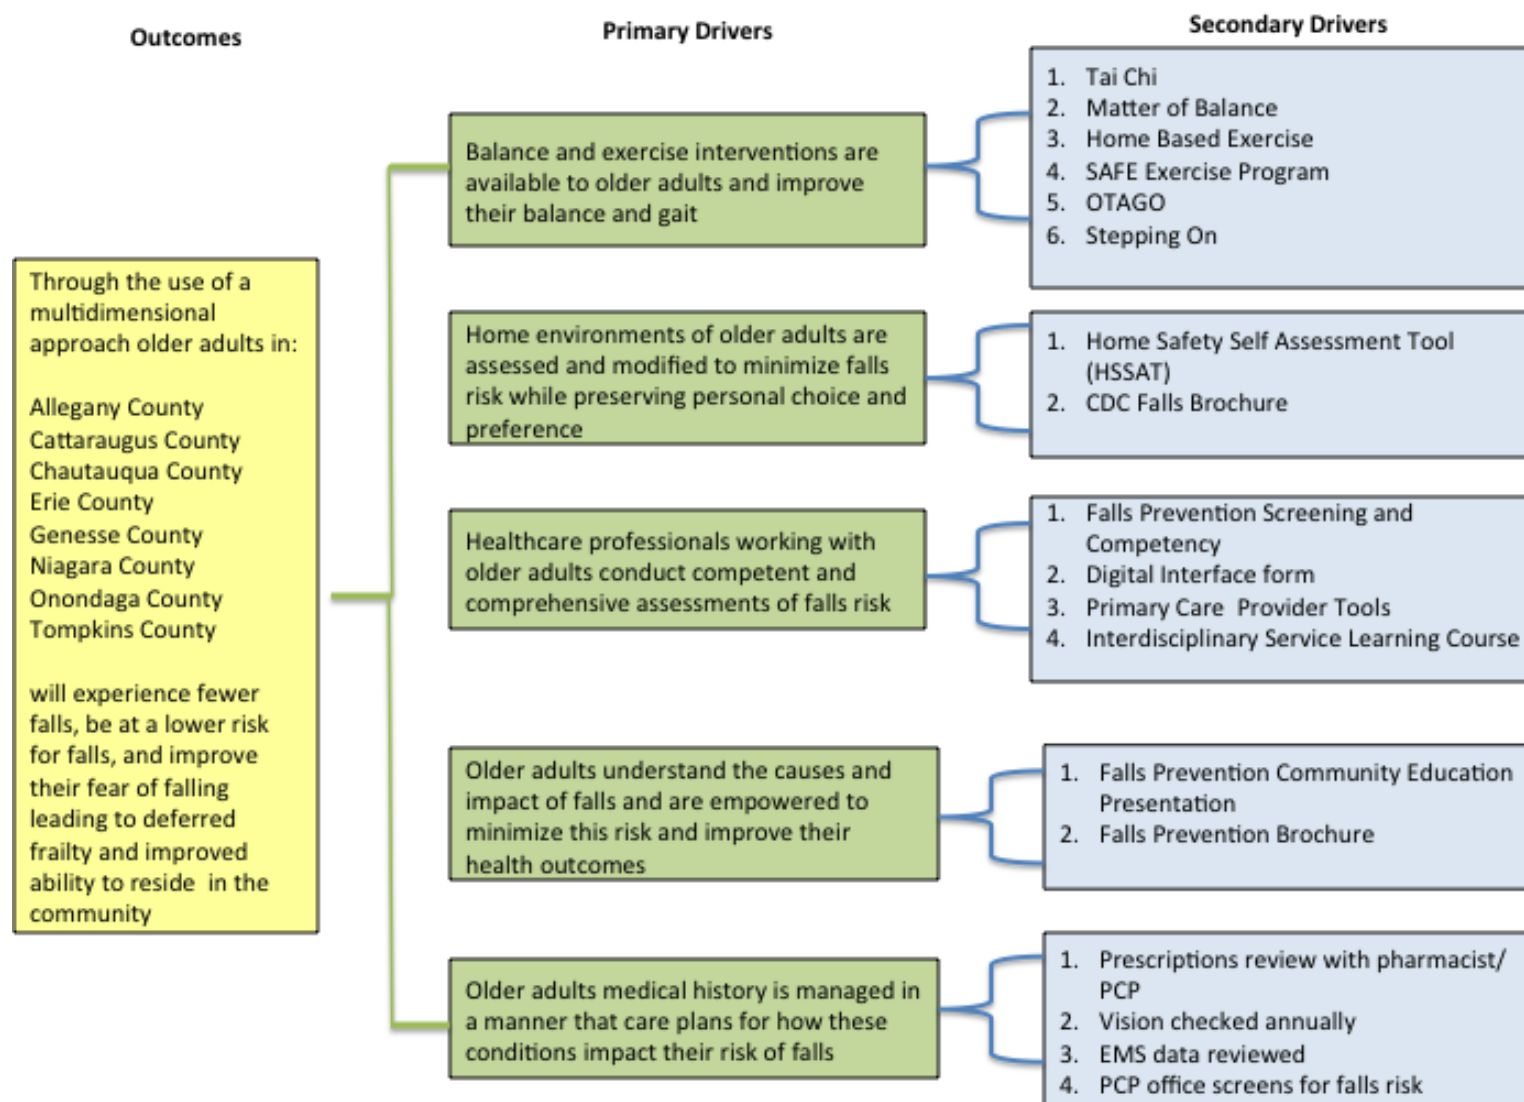 Outcomes
Primary Drivers
Secondary Drivers
Through the use of a
multidimensional
approach older adults in:
Allegany County
Cattaraugus County
Chautauqua County
Erie County
Genesse County
Niagara County
Onondaga County
Tompkins County
will experience fewer
falls, be at a lower risk
for falls, and improve
their fear of falling
leading to deferred
frailty and improved
ability to reside in the
community
Balance and exercise interventions are
available to older adults and improve
their balance and gait
1. Tai Chi
2. Matter of Balance
3. Home Based Exercise
4. SAFE Exercise Program
5. OTAGO
6. Stepping On
Home environments of older adults are
assessed and modified to minimize falls
risk while preserving personal choice and
preference
1. Home Safety Self Assessment Tool
(HSSAT)
2. CDC Falls Brochure
Healthcare professionals working with
older adults conduct competent and
comprehensive assessments of falls risk
1. Falls Prevention Screening and
Competency
2. Digital Interface form
3. Primary Care Provider Tools
4. Interdisciplinary Service Learning Course
Older adults understand the causes and
impact of falls and are empowered to
minimize this risk and improve their
health outcomes
1. Falls Prevention Community Education
Presentation
2. Falls Prevention Brochure
Older adults medical history is managed in
a manner that care plans for how these
conditions impact their risk of falls
1. Prescriptions review with pharmacist/
PCP
2. Vision checked annually
3. EMS data reviewed
4. PCP office screens for falls risk